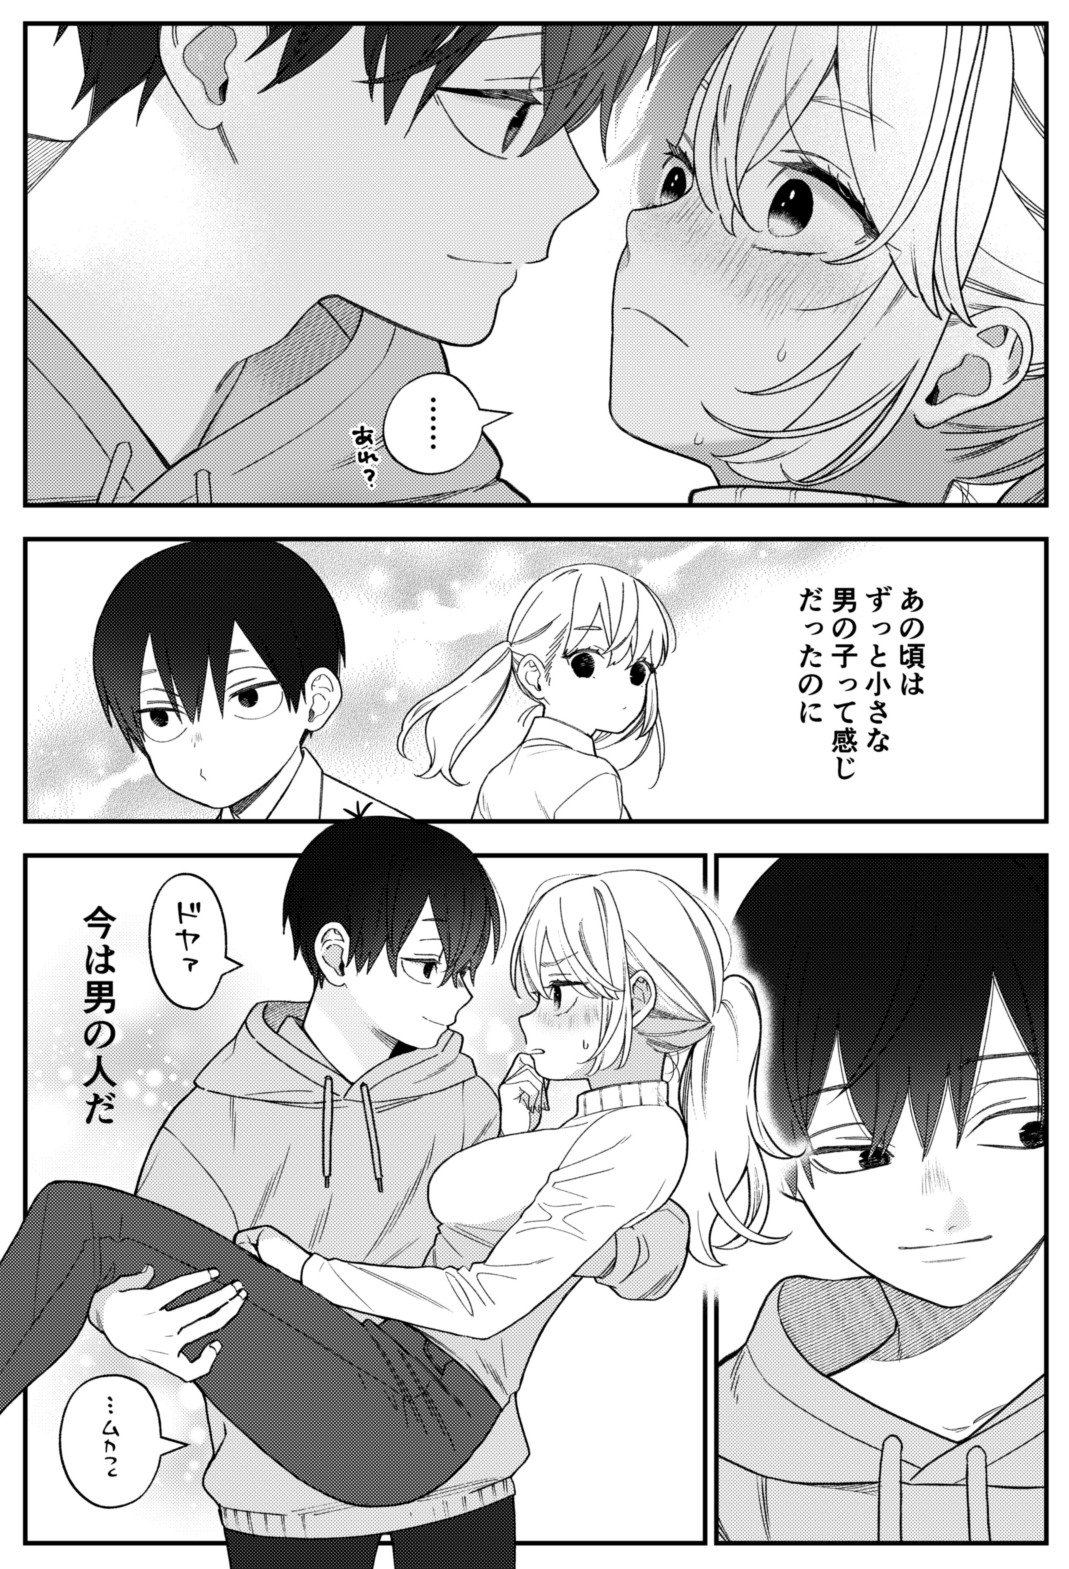 ……
あれ？
あの頃は
ずっと小さな
男の子って感じ
だったのに
ドヤァ
今は男の人だ
…ムカつ